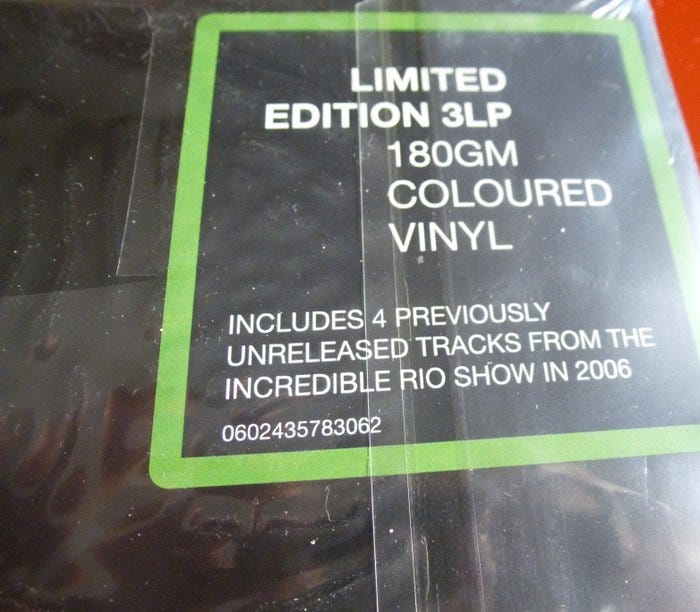 LIMITED
EDITION 3LP
180GM
COLOURED
VINYL
INCLUDES 4 PREVIOUSLY
UNRELEASED TRACKS FROM THE
INCREDIBLE RIO SHOW IN 2006
0602435783062